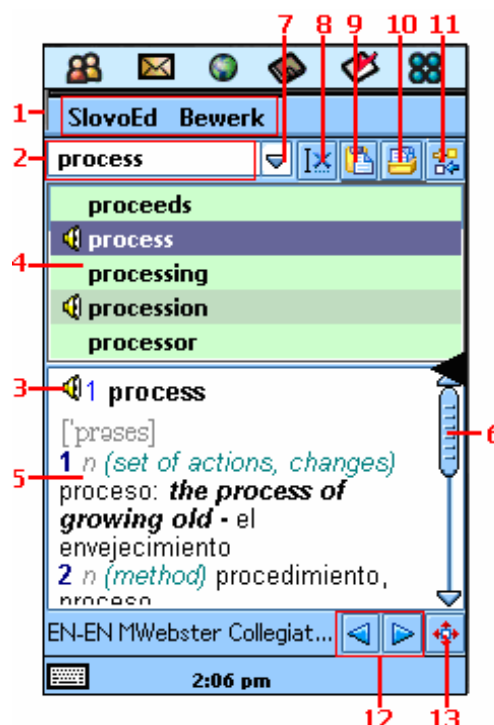 7 8 9 10 11
1 SlovoEd Bewerk
2 process
proceeds
process
4 processing
procession
processor
3 1 process
['prəses]
6
1 n (set of actions, changes)
5 proceso: the process of
growing old - el
envejecimiento
2 n (method) procedimiento,
proceso
EN-EN MWebster Collegiat...
2:06 pm
12 13